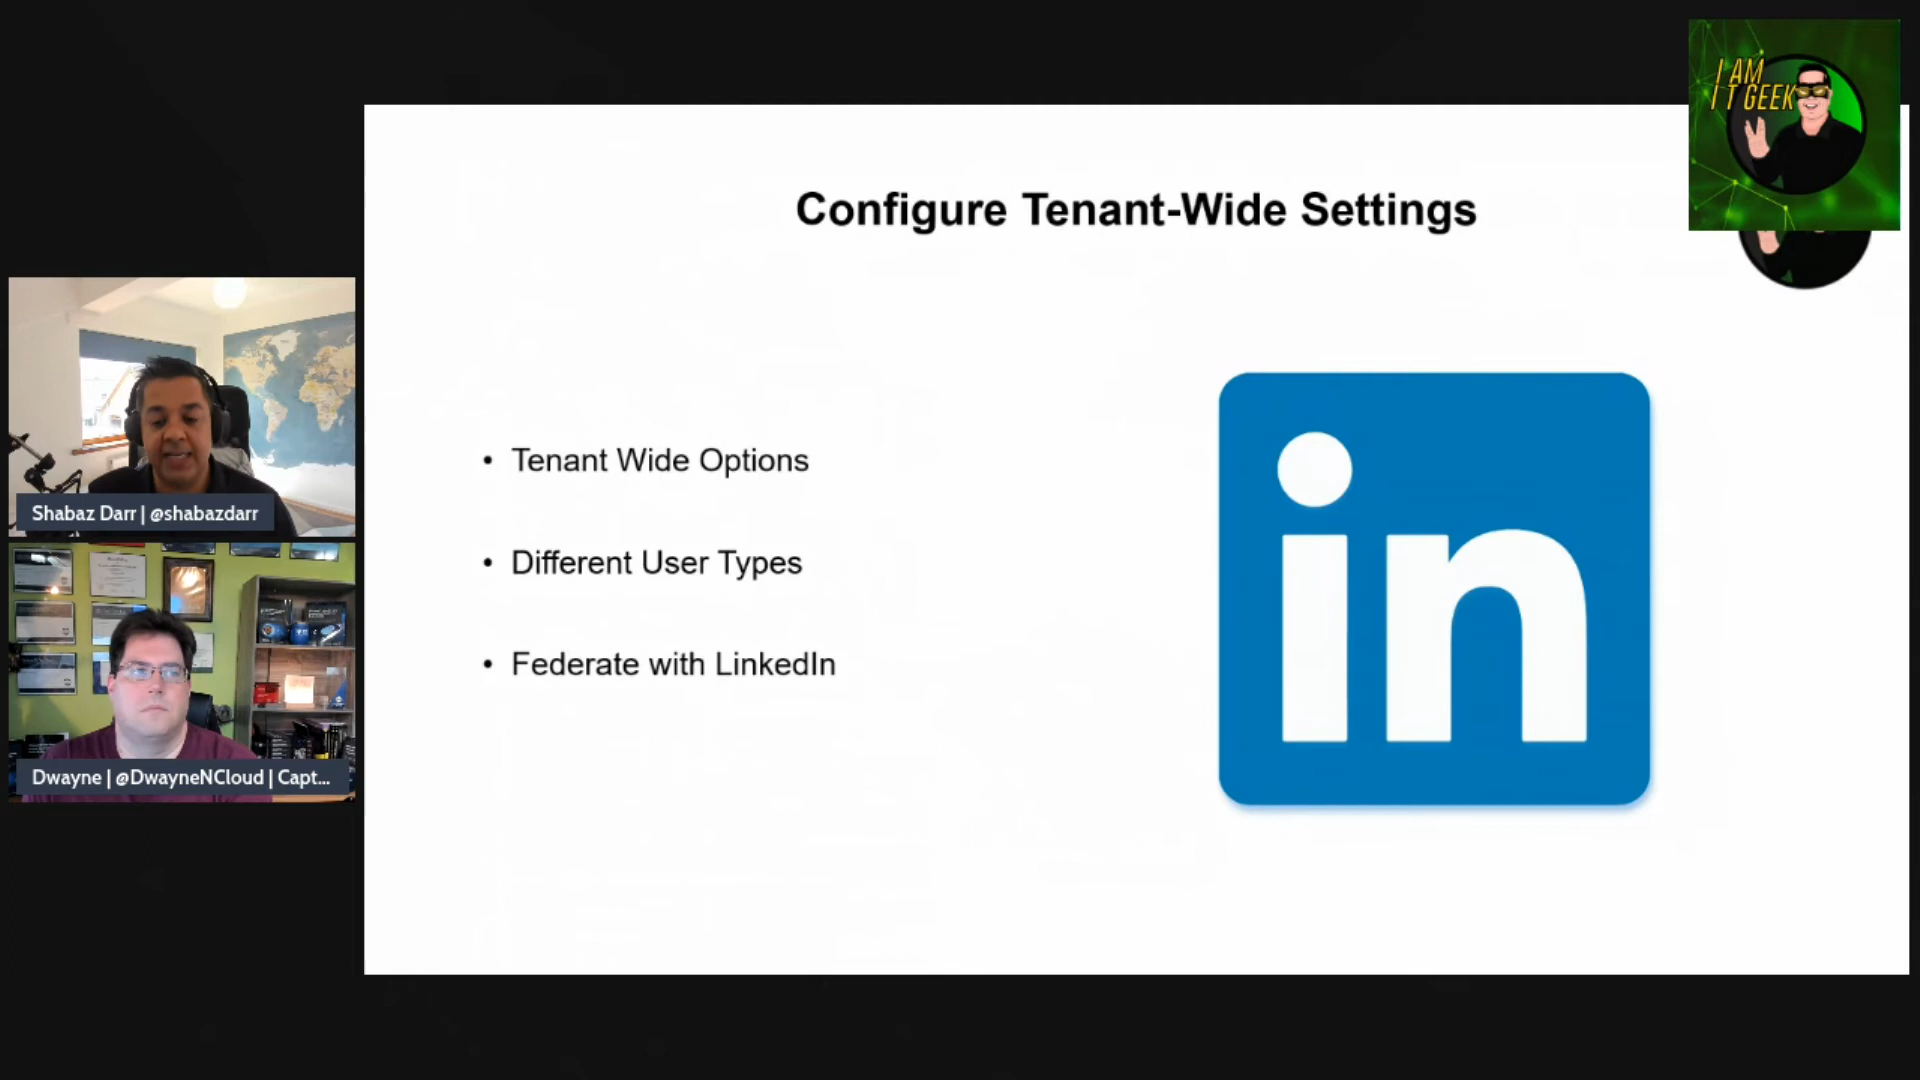 I AM
IT GEEK
Configure Tenant-Wide Settings
• Tenant Wide Options
• Different User Types
• Federate with LinkedIn
in
Shabaz Darr | @shabazdarr
Dwayne | @DwayneNCloud | Capt...